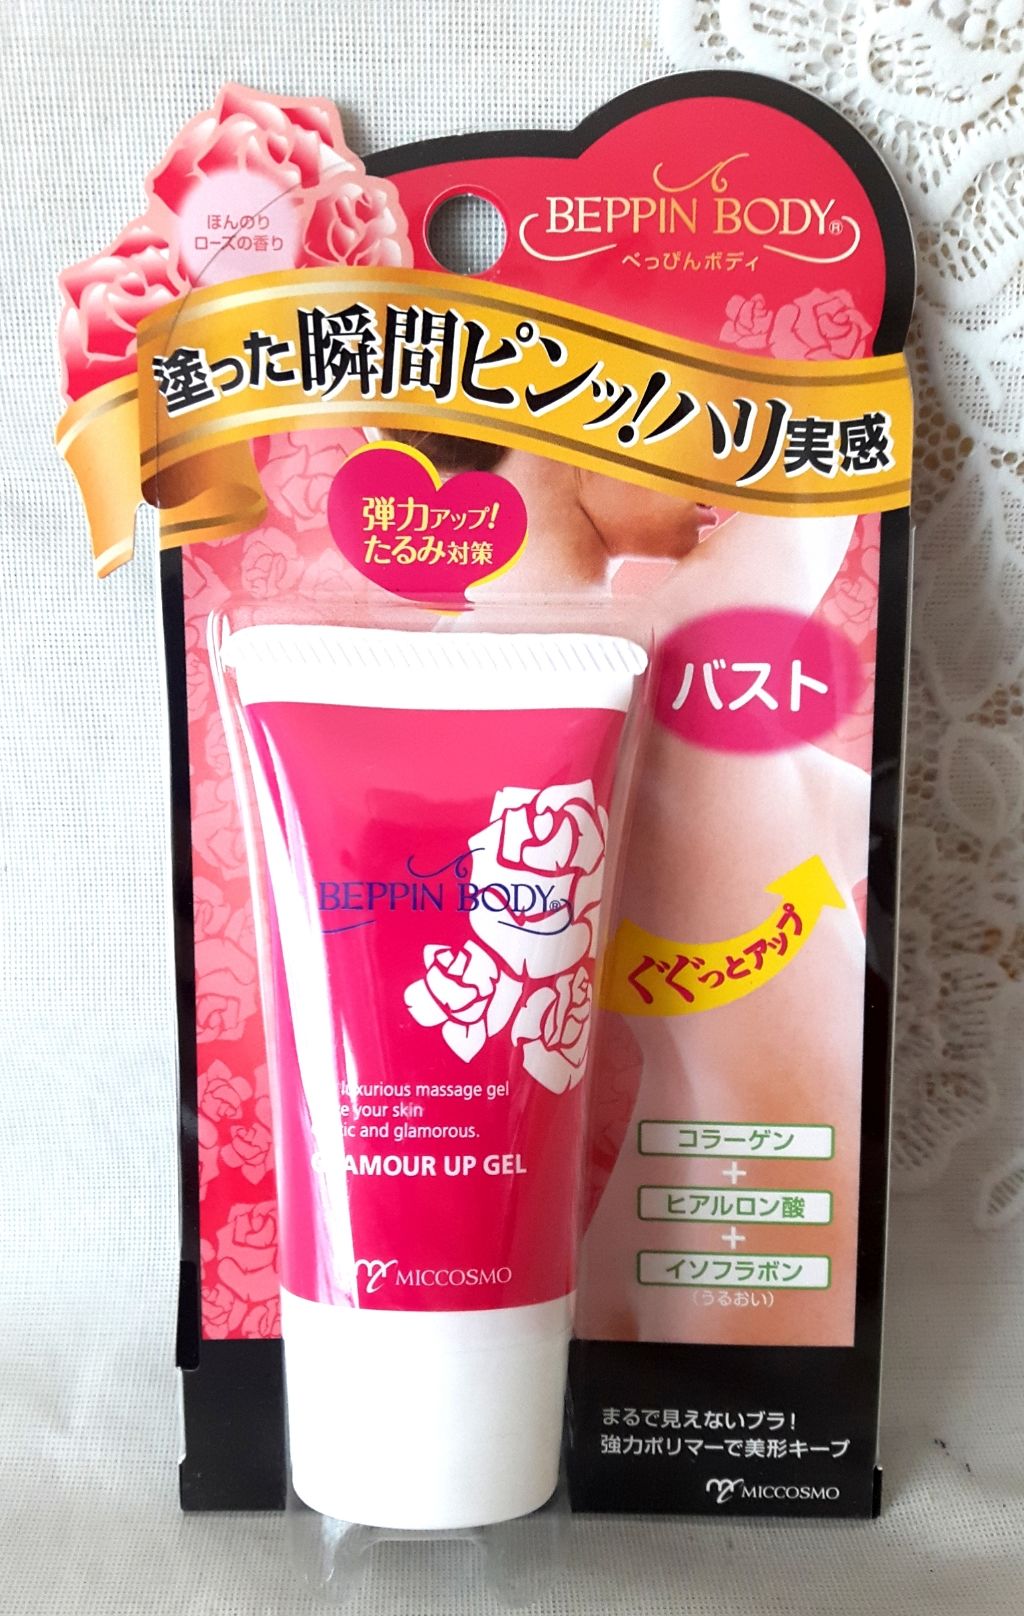 ほんのり
ローズの香り
BEPPIN BODY®
べっぴんボディ
塗った瞬間ピンッ!ハリ実感
弾力アップ!
たるみ対策
バスト
BEPPIN BODY®
ぐぐっとアップ
luxurious massage gel
your skin
and glamorous.
GLAMOUR UP GEL
MICCOSMO
コラーゲン
+
ヒアルロン酸
+
イソフラボン
(うるおい)
まるで見えないブラ!
強力ポリマーで美形キープ
MICCOSMO